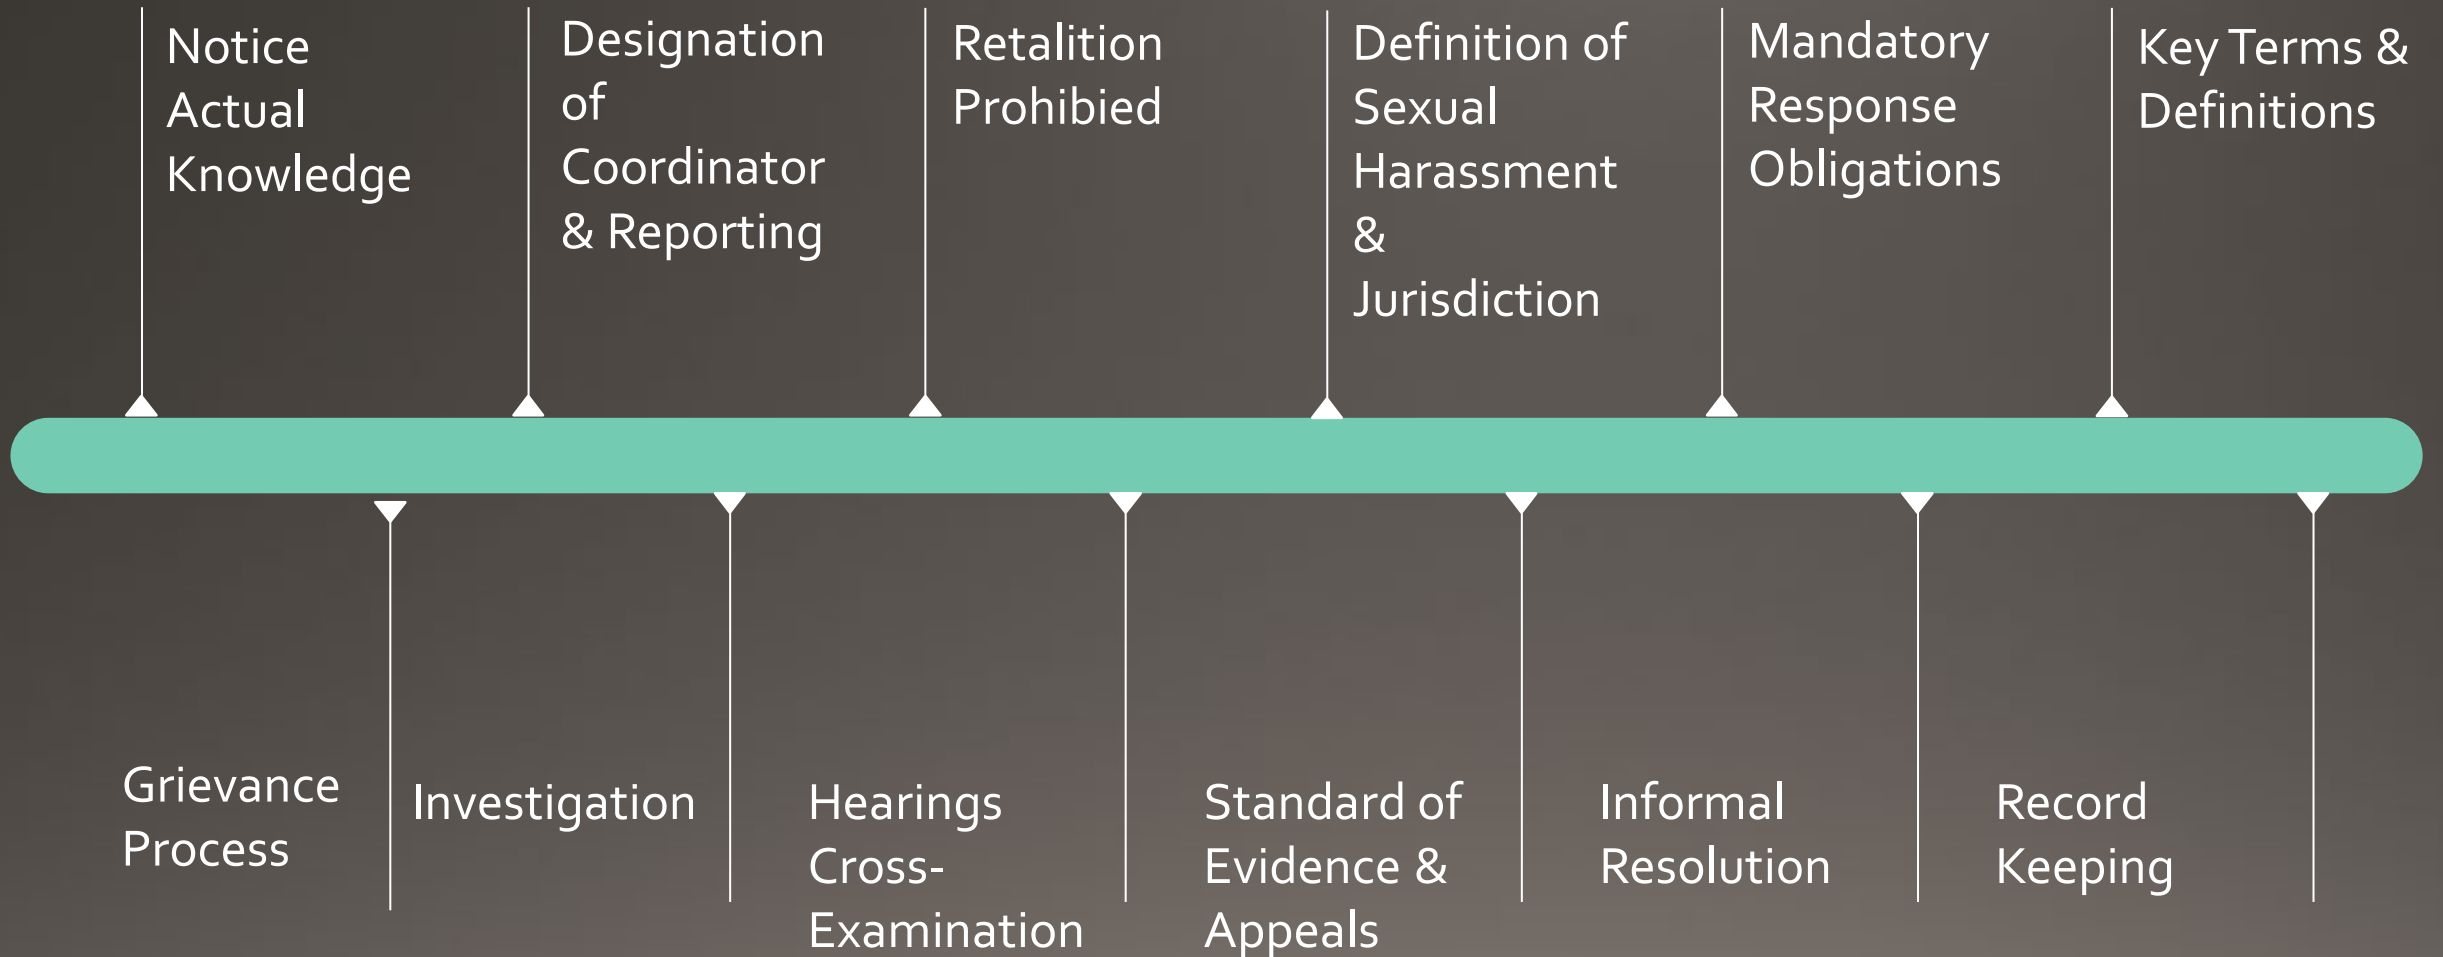 Notice
Actual
Knowledge
Designation
of
Coordinator
& Reporting
Retalition
Prohibied
Definition of
Sexual
Harassment
&
Jurisdiction
Mandatory
Response
Obligations
Key Terms &
Definitions
Grievance
Process
Investigation
Hearings
Cross-
Examination
Standard of
Evidence &
Appeals
Informal
Resolution
Record
Keeping